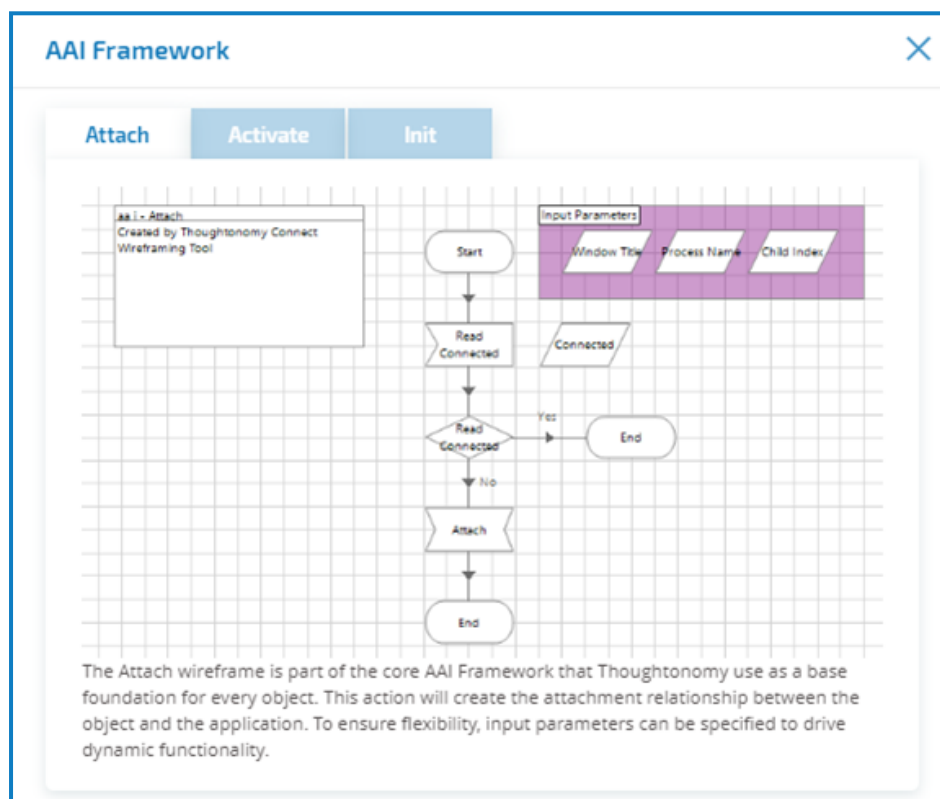 AAI Framework
Attach
Activate
Init
aa i - Attach
Created by Thoughtonomy Connect
Wireframing Tool
Start
Input Parameters
Window Title
Process Name
Child Index
Read
Connected
Connected
Read
Connected
Yes
End
No
Attach
End
The Attach wireframe is part of the core AAI Framework that Thoughtonomy use as a base
foundation for every object. This action will create the attachment relationship between the
object and the application. To ensure flexibility, input parameters can be specified to drive
dynamic functionality.